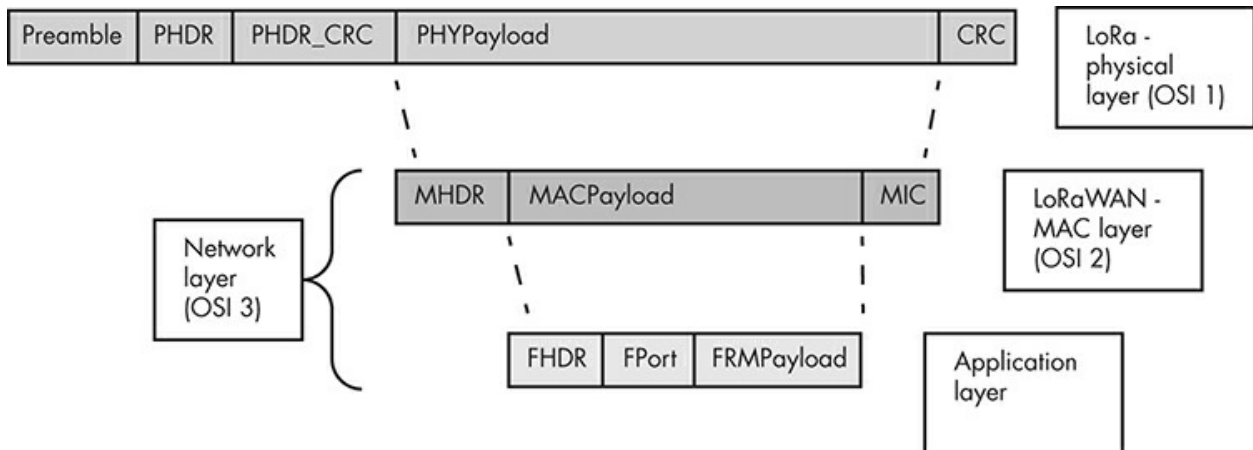 Preamble PHDR PHDR_CRC PHYPayload CRC
LoRa -
physical
layer (OSI 1)
MHDR MACPayload MIC
LoRaWAN -
MAC layer
(OSI 2)
Network
layer
(OSI 3)
FHDR FPort FRMPayload
Application
layer